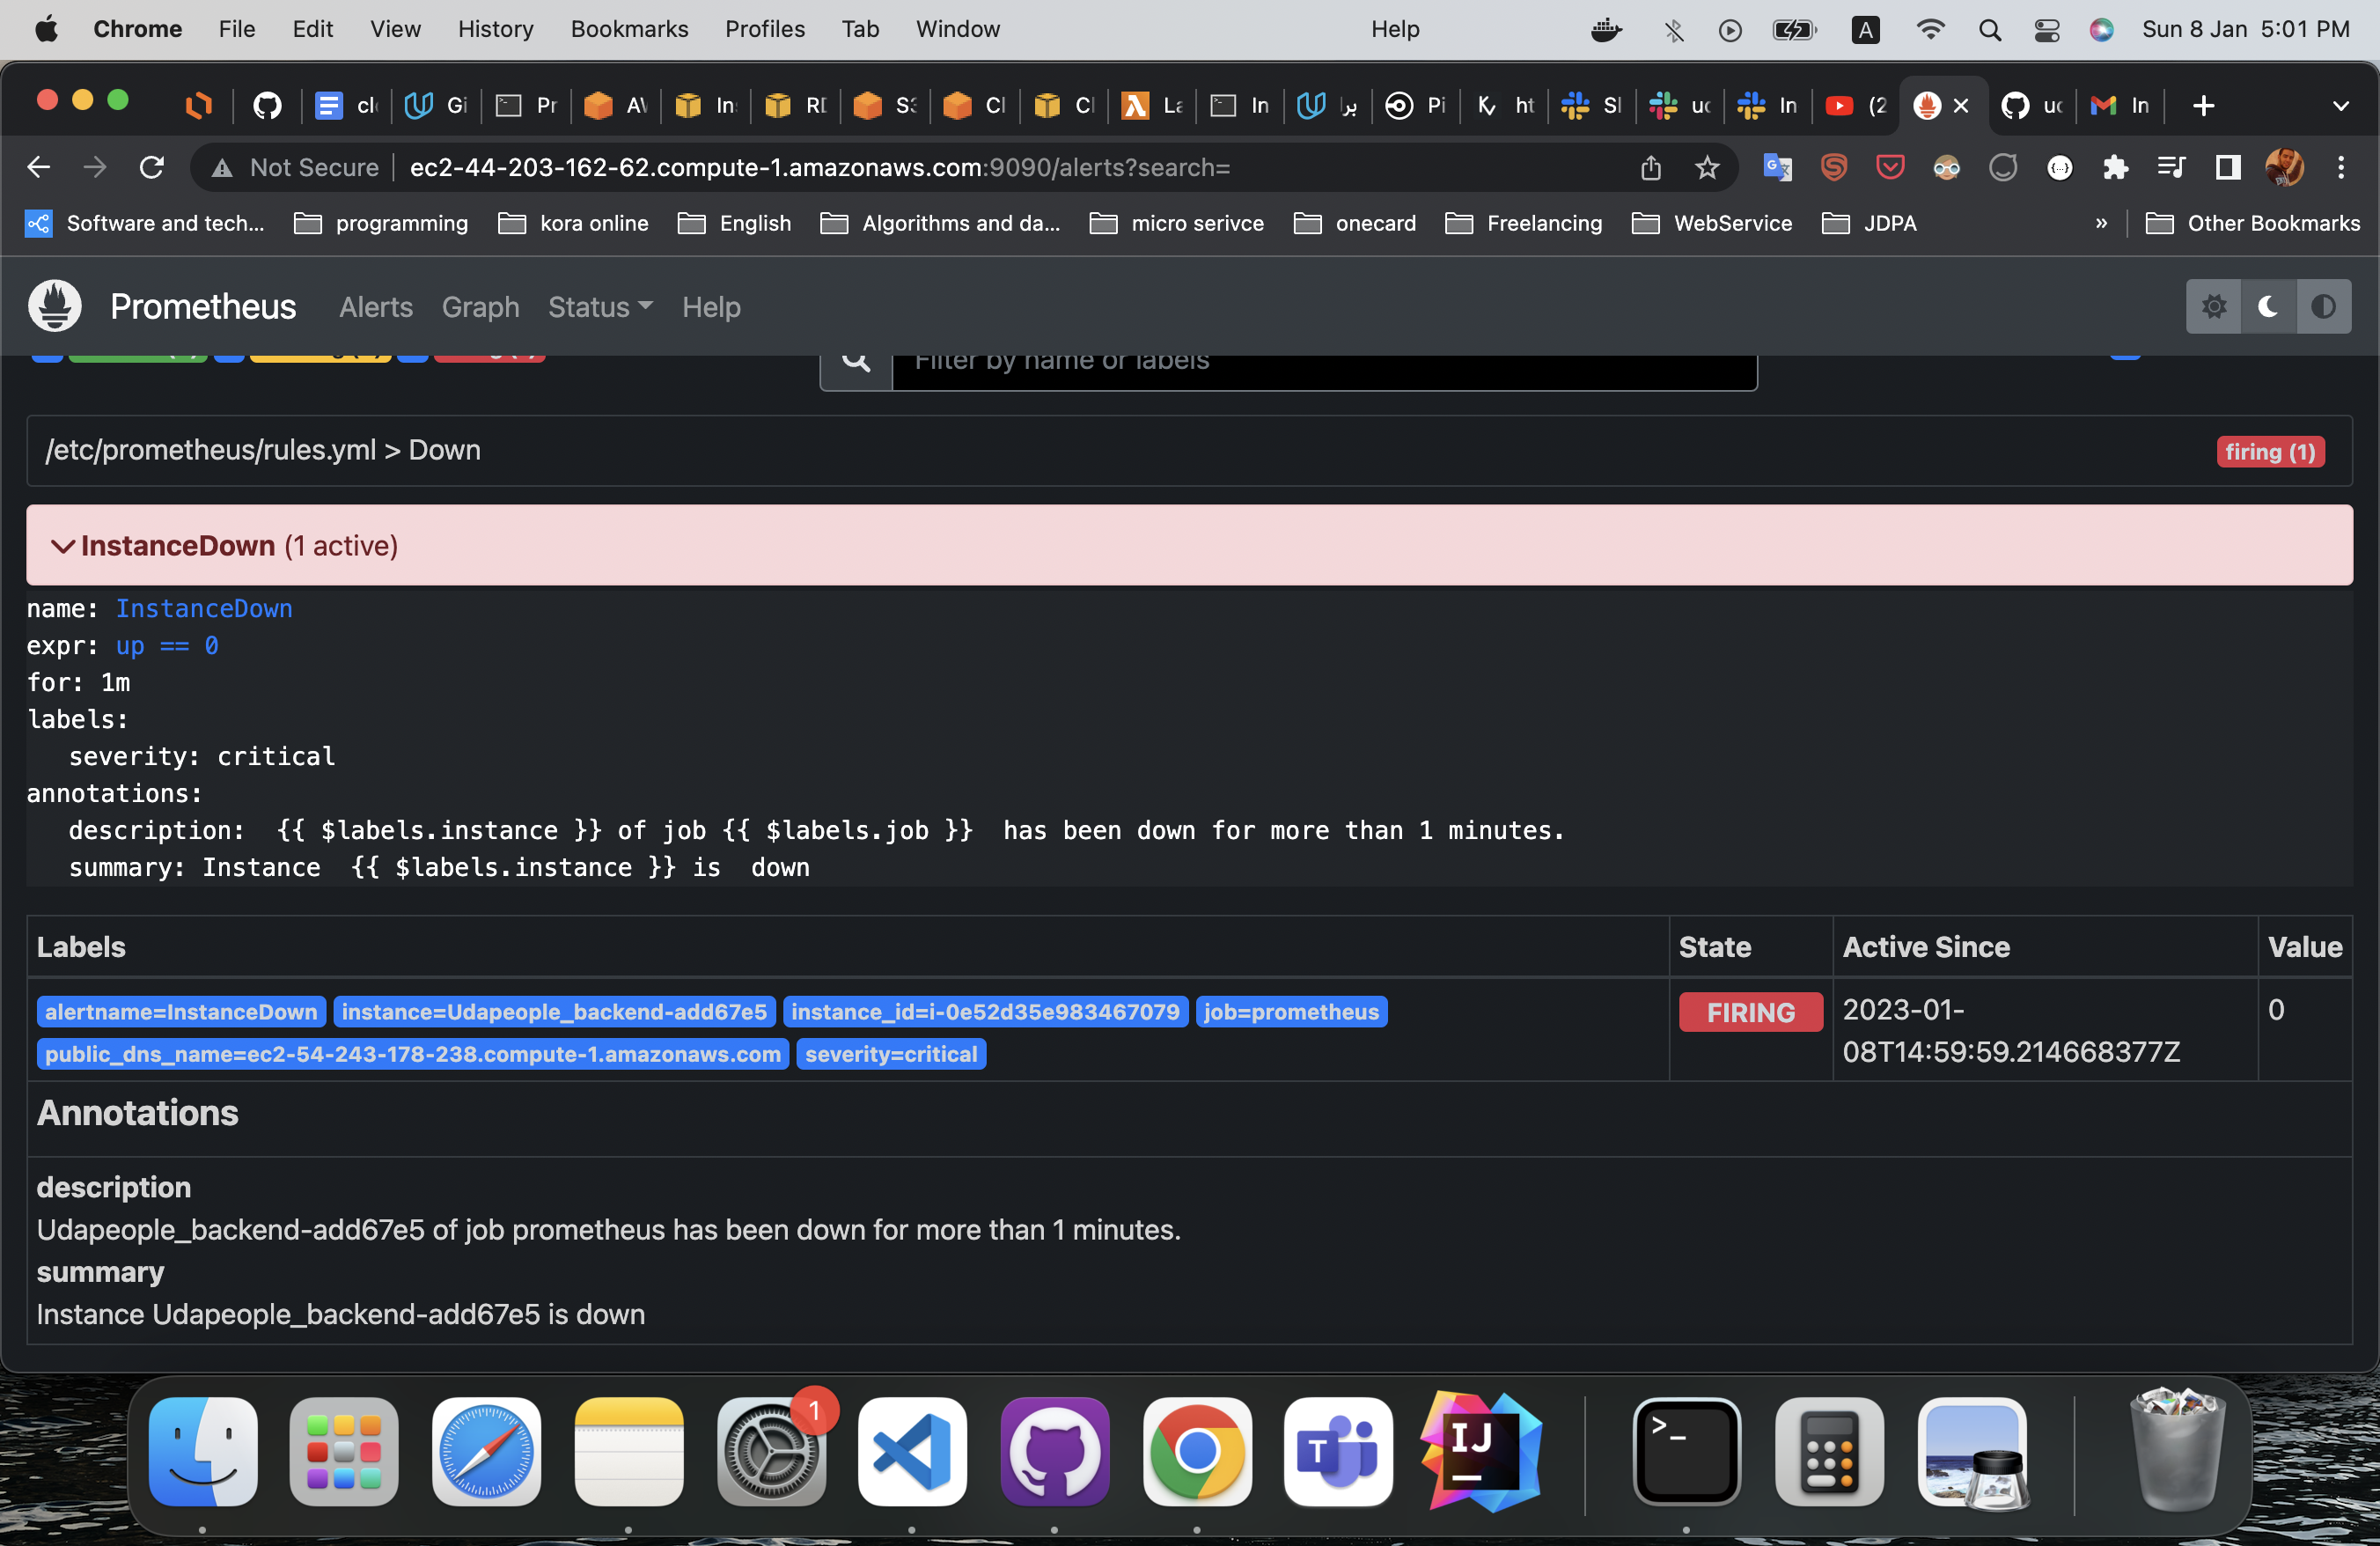 Chrome File Edit View History Bookmarks Profiles Tab Window Help A Sun 8 Jan 5:01 PM
cl Gi Pr AV In RD S3 Cl Cl La In برا Pi ht Sl uc In (2 uc In
Not Secure ec2-44-203-162-62.compute-1.amazonaws.com:9090/alerts?search=
Software and tech... programming kora online English Algorithms and da... micro serivce onecard Freelancing WebService JDPA » Other Bookmarks
Prometheus Alerts Graph Status Help
Filter by name or labels
/etc/prometheus/rules.yml > Down firing (1)
InstanceDown (1 active)
name: InstanceDown
expr: up == 0
for: 1m
labels:
severity: critical
annotations:
description: {{ $labels.instance }} of job {{ $labels.job }} has been down for more than 1 minutes.
summary: Instance {{ $labels.instance }} is down
Labels State Active Since Value
alertname=InstanceDown instance=Udapeople_backend-add67e5 instance_id=i-0e52d35e983467079 job=prometheus FIRING 2023-01- 0
public_dns_name=ec2-54-243-178-238.compute-1.amazonaws.com severity=critical 08T14:59:59.214668377Z
Annotations
description
Udapeople_backend-add67e5 of job prometheus has been down for more than 1 minutes.
summary
Instance Udapeople_backend-add67e5 is down
1
T
IJ
>_